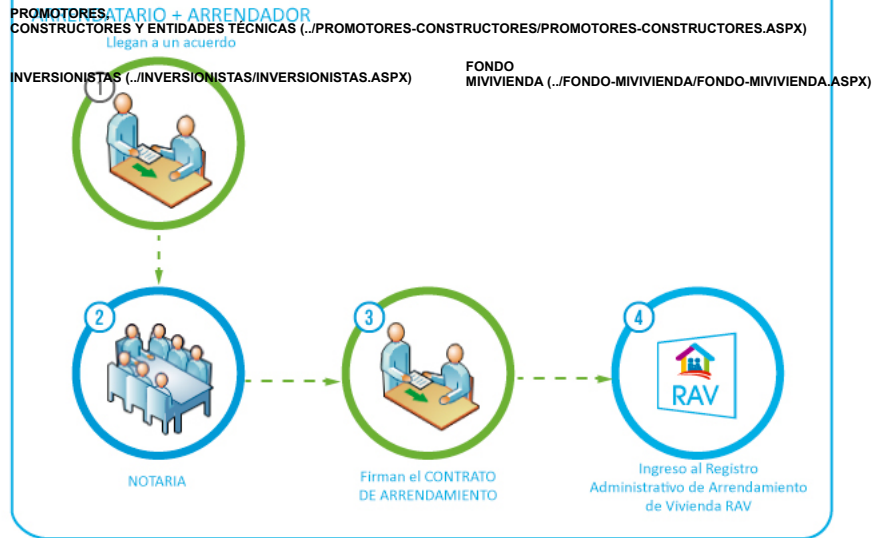 PROMOTORES,
ARRENDATARIO + ARRENDADOR
CONSTRUCTORES Y ENTIDADES TÉCNICAS (../PROMOTORES-CONSTRUCTORES/PROMOTORES-CONSTRUCTORES.ASPX)
Llegan a un acuerdo
FONDO
INVERSIONISTAS (../INVERSIONISTAS/INVERSIONISTAS.ASPX)
MIVIVIENDA (../FONDO-MIVIVIENDA/FONDO-MIVIVIENDA.ASPX)
1
2
3
4
RAV
NOTARIA
Firman el CONTRATO
DE ARRENDAMIENTO
Ingreso al Registro
Administrativo de Arrendamiento
de Vivienda RAV